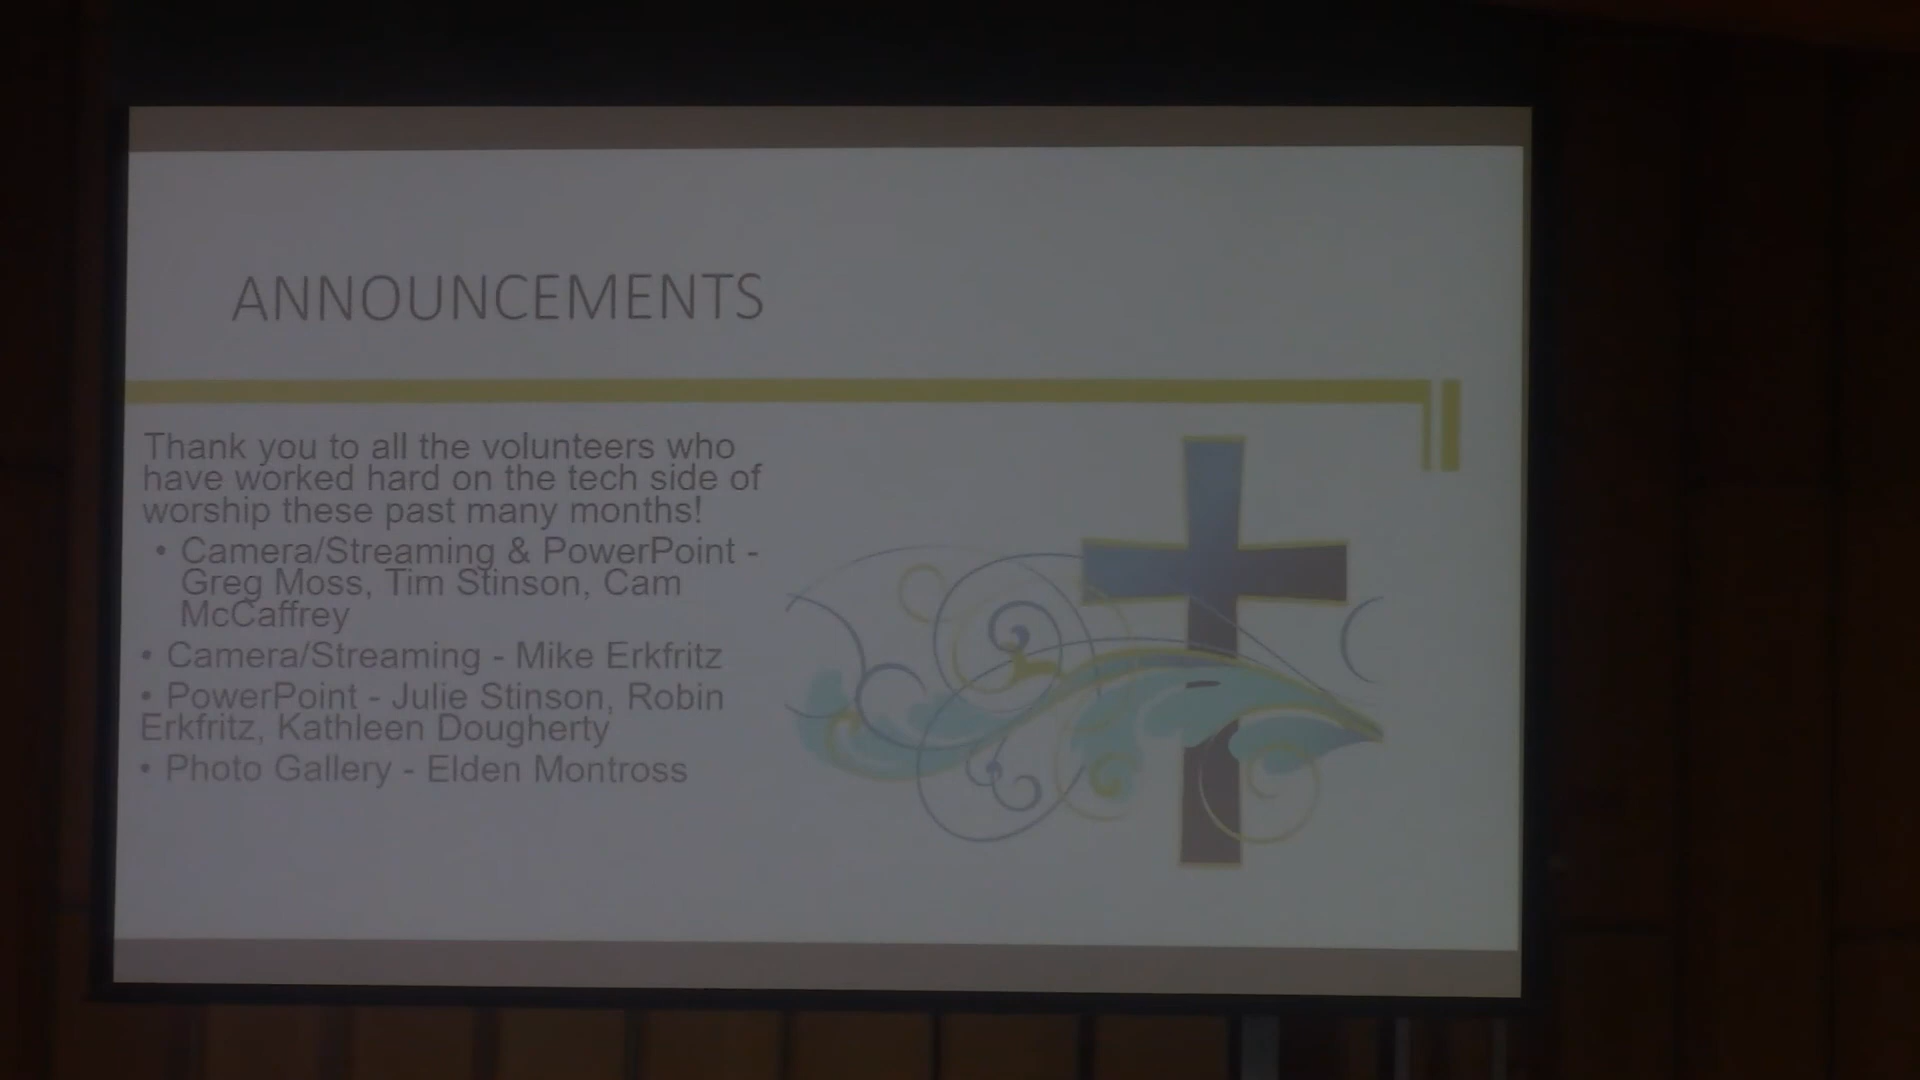 ANNOUNCEMENTS
Thank you to all the volunteers who
have worked hard on the tech side of
worship these past many months!
• Camera/Streaming & PowerPoint -
Greg Moss, Tim Stinson, Cam
McCaffrey
• Camera/Streaming - Mike Erkfritz
• PowerPoint - Julie Stinson, Robin
Erkfritz, Kathleen Dougherty
• Photo Gallery - Elden Montross